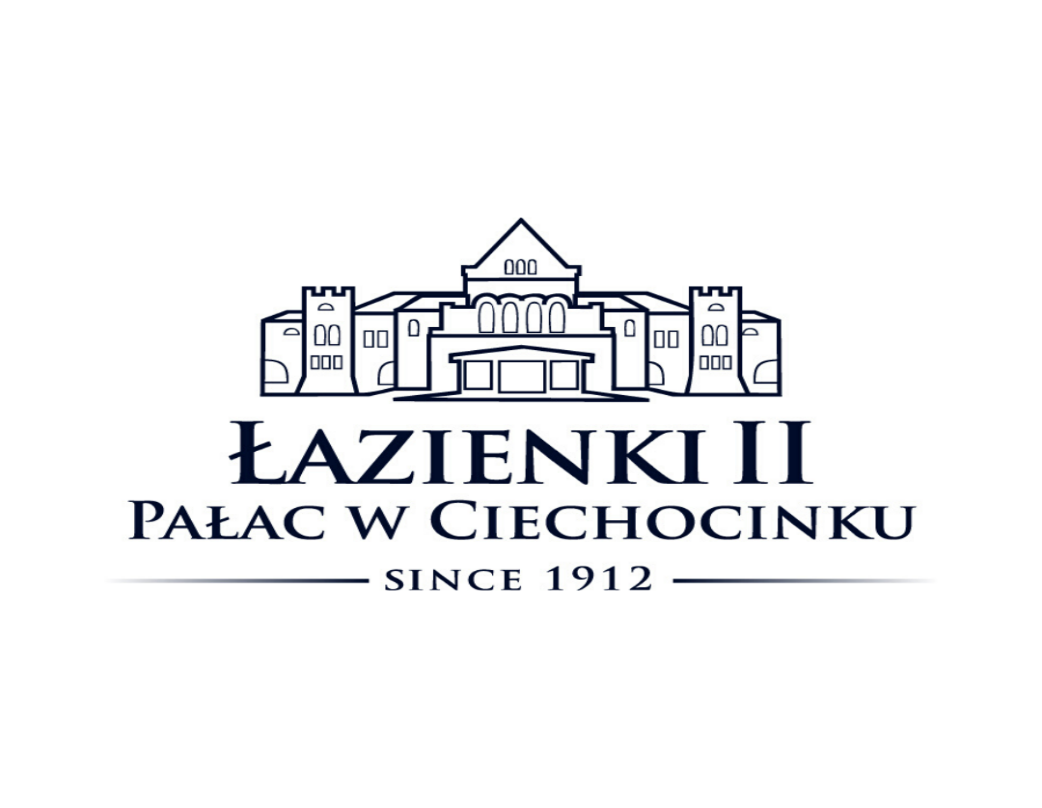 ŁAZIENKI II
PAŁAC W CIECHOCINKU
SINCE 1912